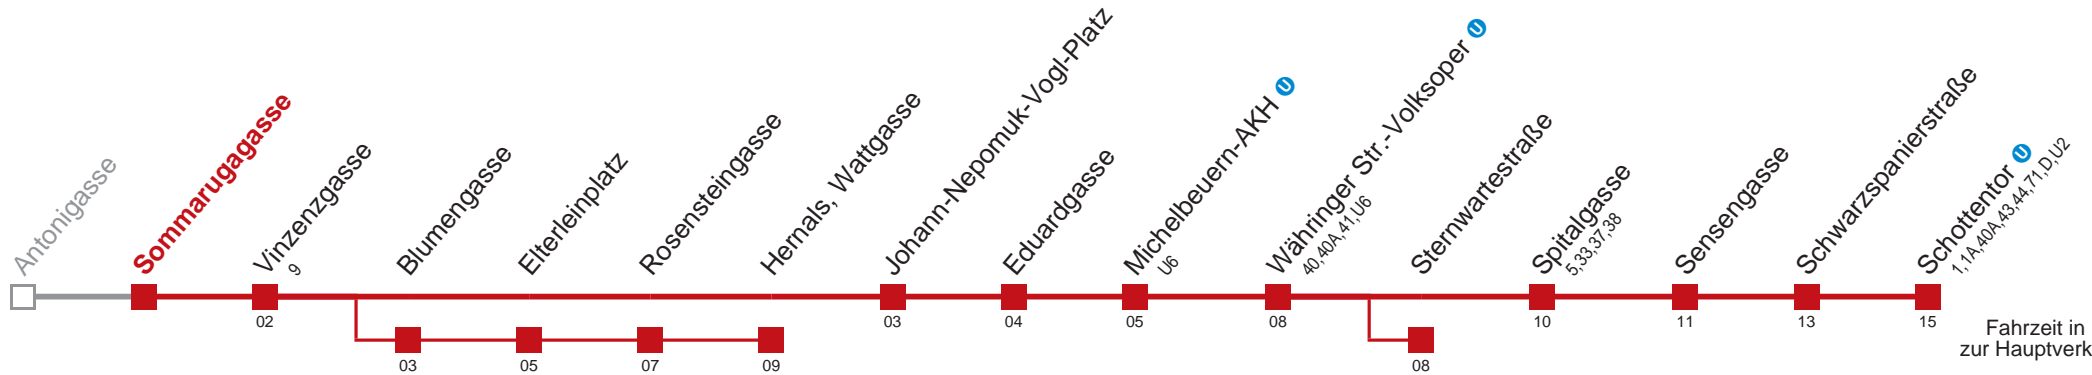 Antonigasse
Sommarugagasse
Vinzenzgasse
9
Blumengasse
Elterleinplatz
Rosensteingasse
Hernals, Wattgasse
Johann-Nepomuk-Vogl-Platz
Eduardgasse
Michelbeuern-AKH U
U6
Währinger Str.-Volksoper U
40,40A,41,U6
Sternwartestraße
Spitalgasse
5,33,37,38
Sensengasse
Schwarzspanierstraße
Schottentor U
1,1A,40A,43,44,71,D,U2
02
03
04
05
08
10
11
13
15
03
05
07
09
08
Fahrzeit in
zur Hauptverk